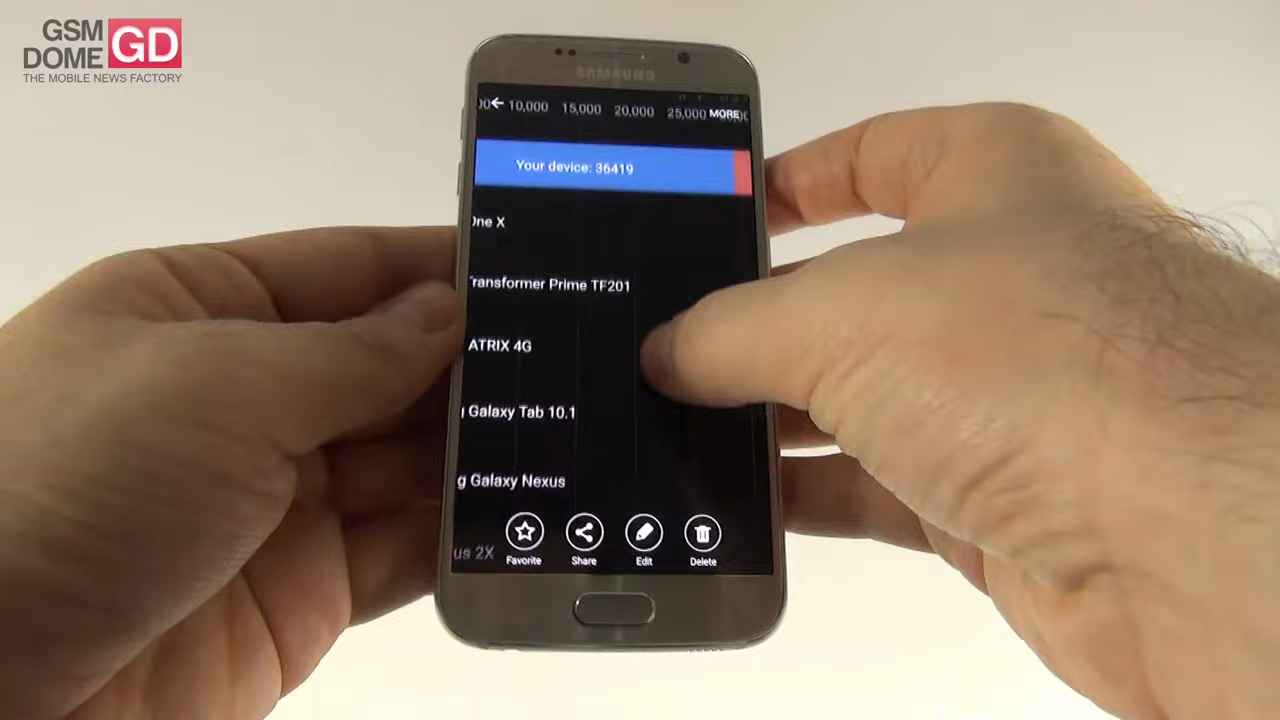 GSM
DOME GD
THE MOBILE NEWS FACTORY
SAMSUNG
10,000 15,000 20,000 25,000 MORE
Your device: 36419
One X
Transformer Prime TF201
ATRIX 4G
g Galaxy Tab 10.1
g Galaxy Nexus
us 2X
Favorite Share Edit Delete